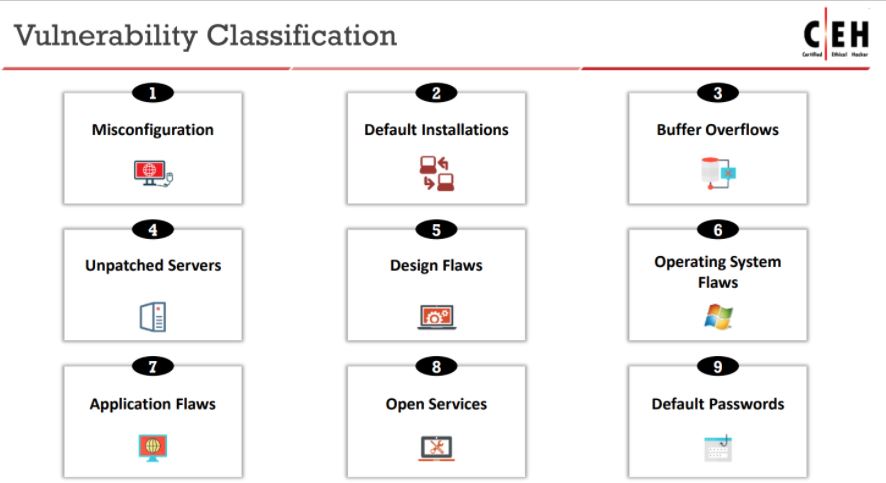 Vulnerability Classification
CEH
Certified Ethical Hacker
1
Misconfiguration
2
Default Installations
3
Buffer Overflows
4
Unpatched Servers
5
Design Flaws
6
Operating System
Flaws
7
Application Flaws
8
Open Services
9
Default Passwords